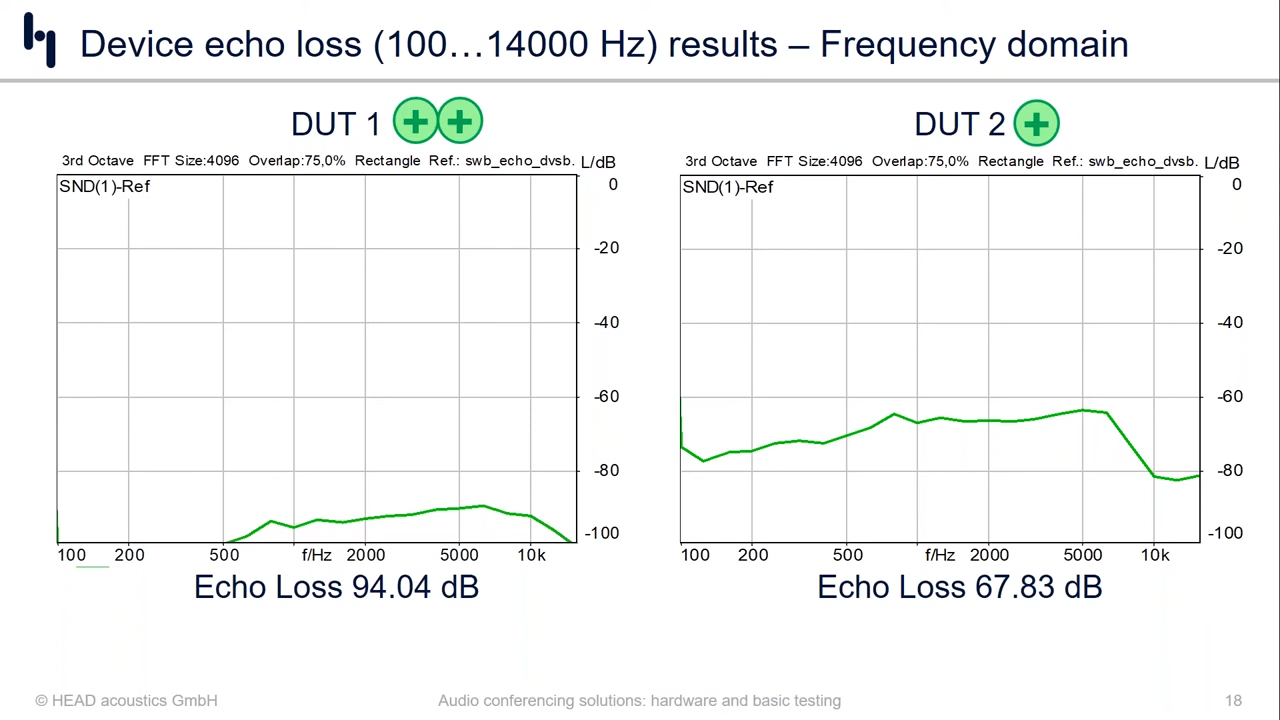 Device echo loss (100…14000 Hz) results – Frequency domain
DUT 1
3rd Octave FFT Size:4096 Overlap:75,0% Rectangle Ref.: swb_echo_dvsb. L/dB
SND(1)-Ref
0
-20
-40
-60
-80
-100
100 200 500 f/Hz 2000 5000 10k
Echo Loss 94.04 dB
DUT 2
3rd Octave FFT Size:4096 Overlap:75,0% Rectangle Ref.: swb_echo_dvsb. L/dB
SND(1)-Ref
0
-20
-40
-60
-80
-100
100 200 500 f/Hz 2000 5000 10k
Echo Loss 67.83 dB
© HEAD acoustics GmbH
Audio conferencing solutions: hardware and basic testing
18